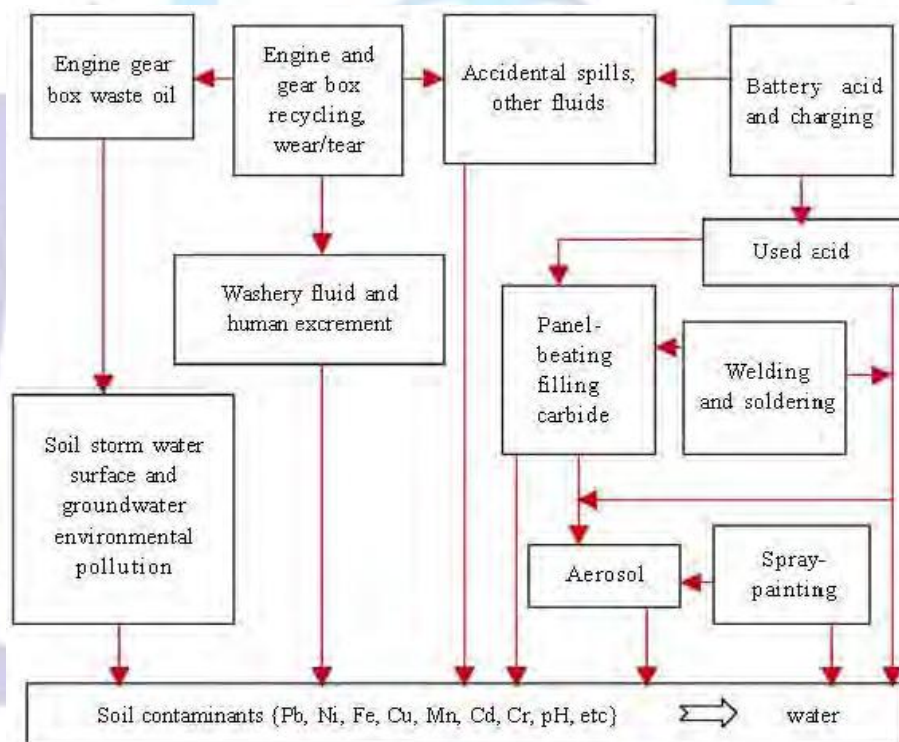 Engine gear
box waste oil
Engine and
gear box
recycling,
wear/tear
Accidental spills,
other fluids
Battery acid
and charging
Used acid
Washery fluid and
human excrement
Panel-
beating
filling
carbide
Welding
and soldering
Soil storm water
surface and
groundwater
environmental
pollution
Aerosol
Spray-
painting
Soil contaminants {Pb, Ni, Fe, Cu, Mn, Cd, Cr, pH, etc} water